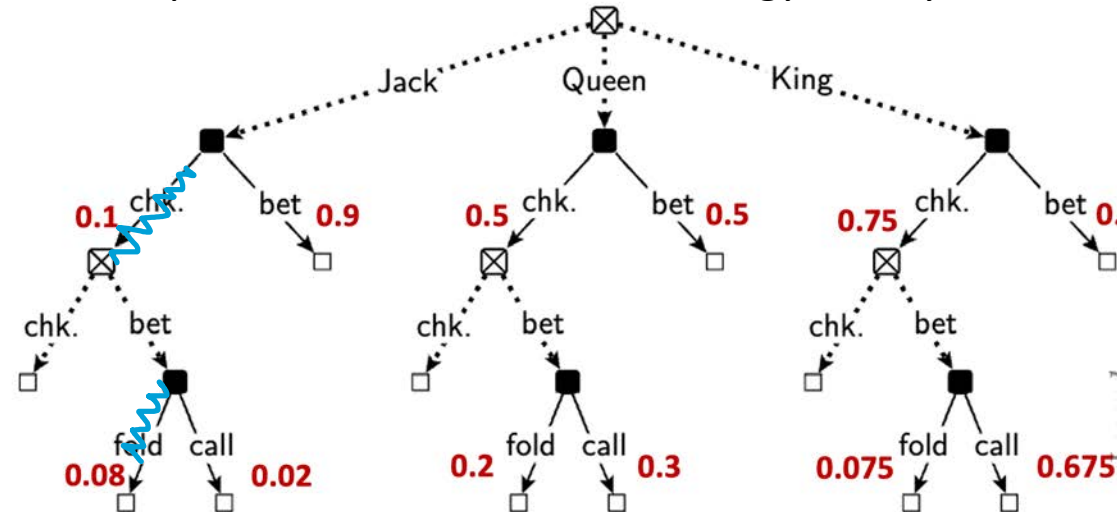 Jack Queen King
chk. bet chk. bet chk. bet
0.1 0.9 0.5 0.5 0.75 0.
chk. bet chk. bet chk. bet
fold call fold call fold call
0.08 0.02 0.2 0.3 0.075 0.675